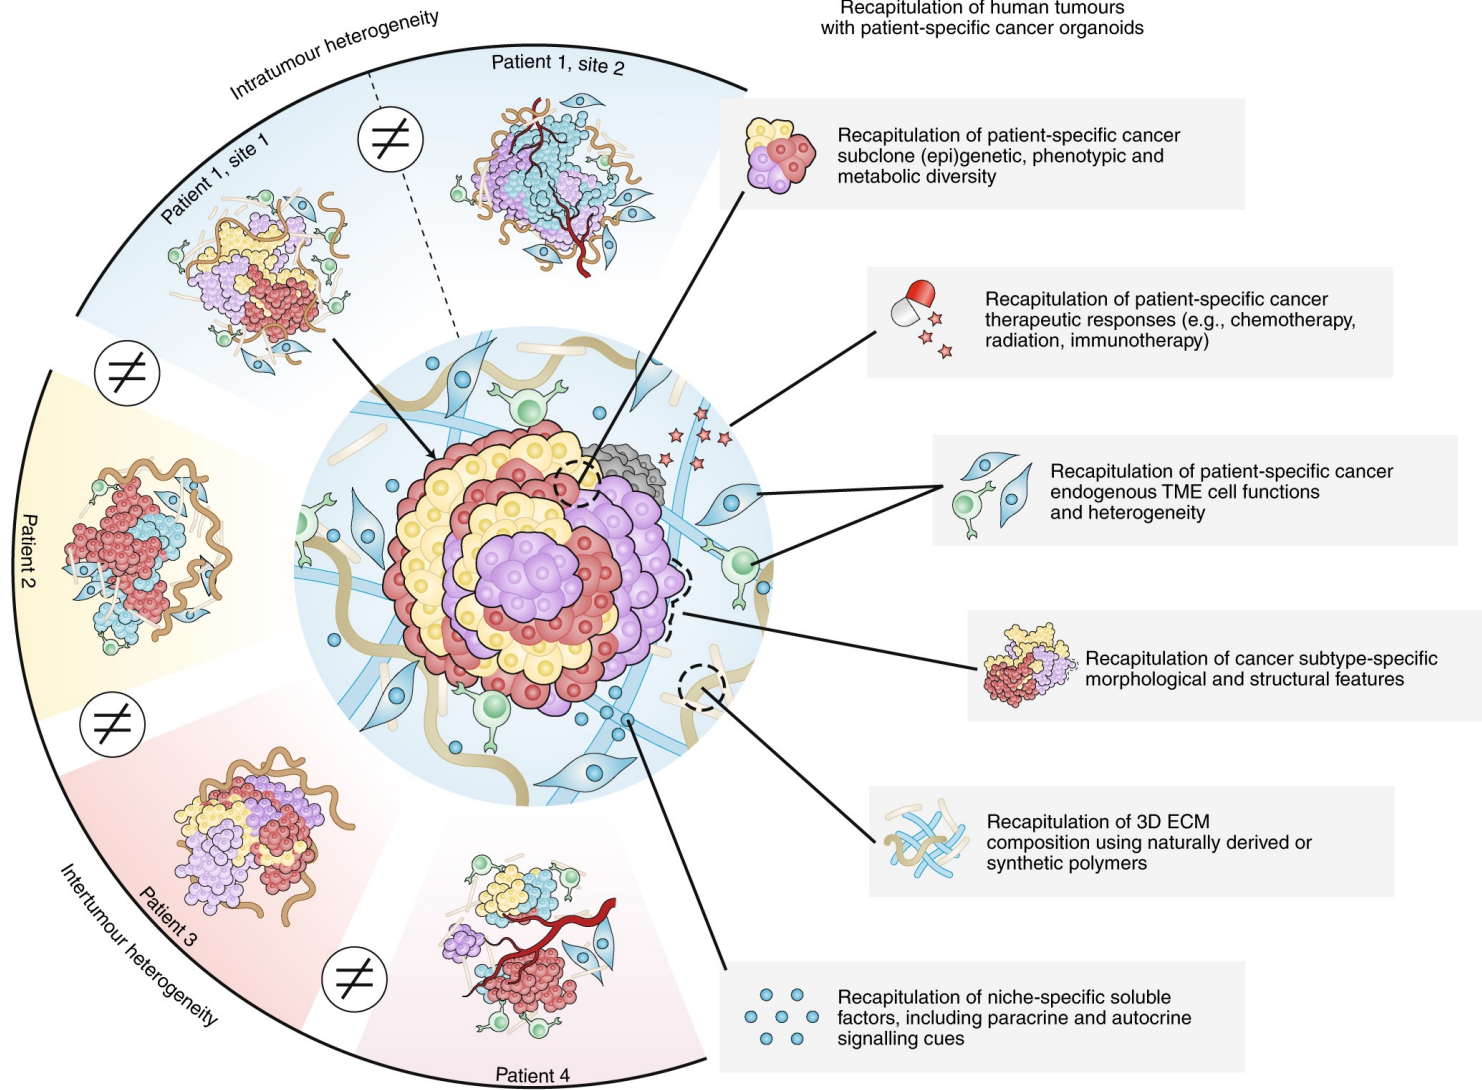 Recapitulation of human tumours
with patient-specific cancer organoids
Intratumour heterogeneity
Patient 1, site 2
≠
Patient 1, site 1
Recapitulation of patient-specific cancer
subclone (epi)genetic, phenotypic and
metabolic diversity
Recapitulation of patient-specific cancer
therapeutic responses (e.g., chemotherapy,
radiation, immunotherapy)
≠
Recapitulation of patient-specific cancer
endogenous TME cell functions
and heterogeneity
Patient 2
Recapitulation of cancer subtype-specific
morphological and structural features
≠
Recapitulation of 3D ECM
composition using naturally derived or
synthetic polymers
Patient 3
Intertumour heterogeneity
≠
Recapitulation of niche-specific soluble
factors, including paracrine and autocrine
signalling cues
Patient 4